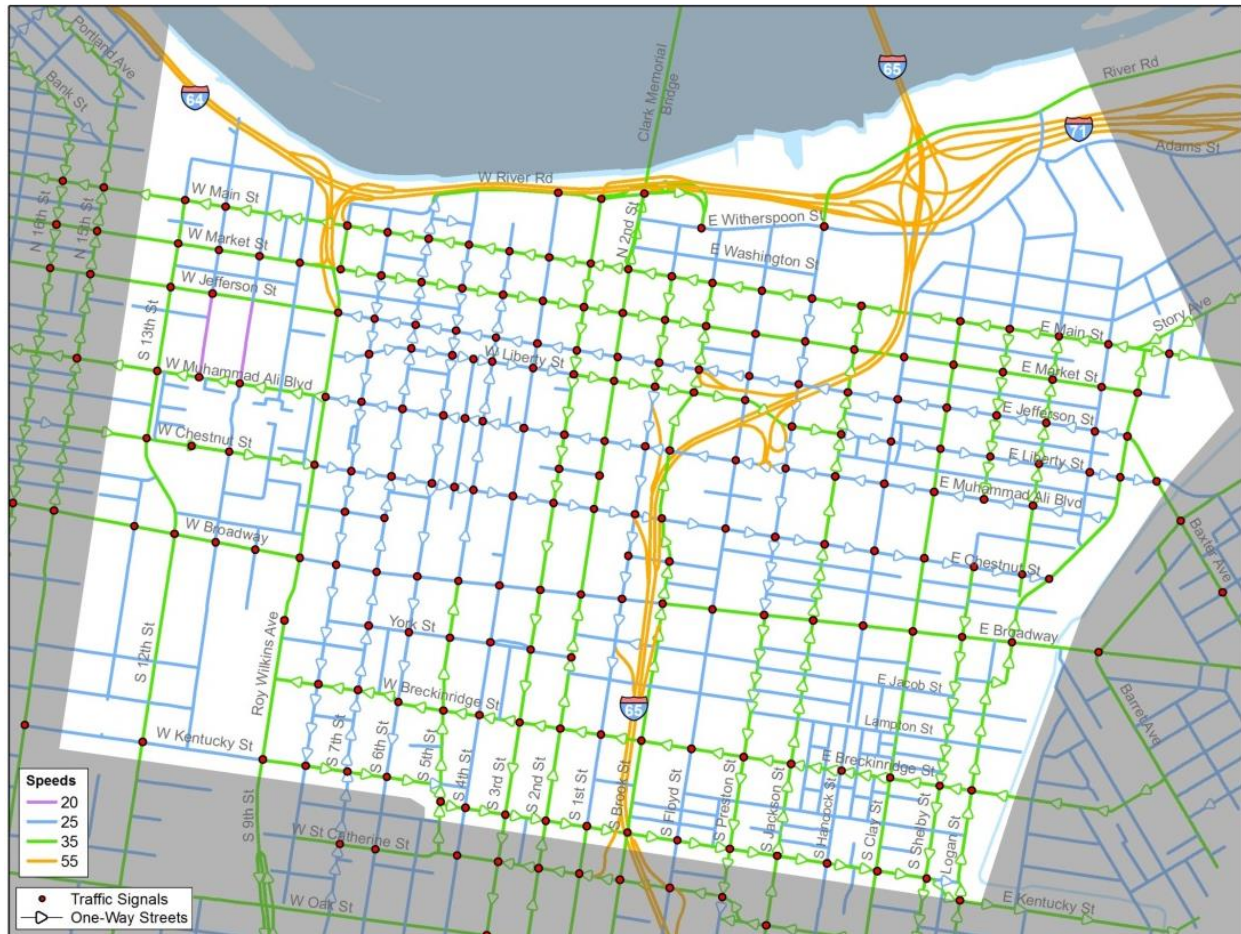 Portland Ave
Bank St
64
Clark Memorial
Bridge
65
River Rd
71
Adams St
W River Rd
W Main St
N 16th St
N 15th St
W Market St
N 2nd St
E Witherspoon St
E Washington St
W Jefferson St
S 13th St
W Liberty St
E Main St
Story Ave
W Muhammad Ali Blvd
E Market St
E Jefferson St
W Chestnut St
E Liberty St
E Muhammad Ali Blvd
W Broadway
Baxter Ave
E Chestnut St
York St
E Broadway
S 12th St
Roy Wilkins Ave
E Jacob St
W Breckinridge St
65
Lampton St
Barret Ave
W Kentucky St
S 7th St
S 6th St
S 5th St
S 4th St
S 3rd St
S 2nd St
S 1st St
S Brook St
S Floyd St
S Preston St
S Jackson St
S Hancock St
S Clay St
S Shelby St
Logan St
E Breckinridge St
S 9th St
W St Catherine St
W Oak St
E Kentucky St
Speeds
20
25
35
55
Traffic Signals
One-Way Streets